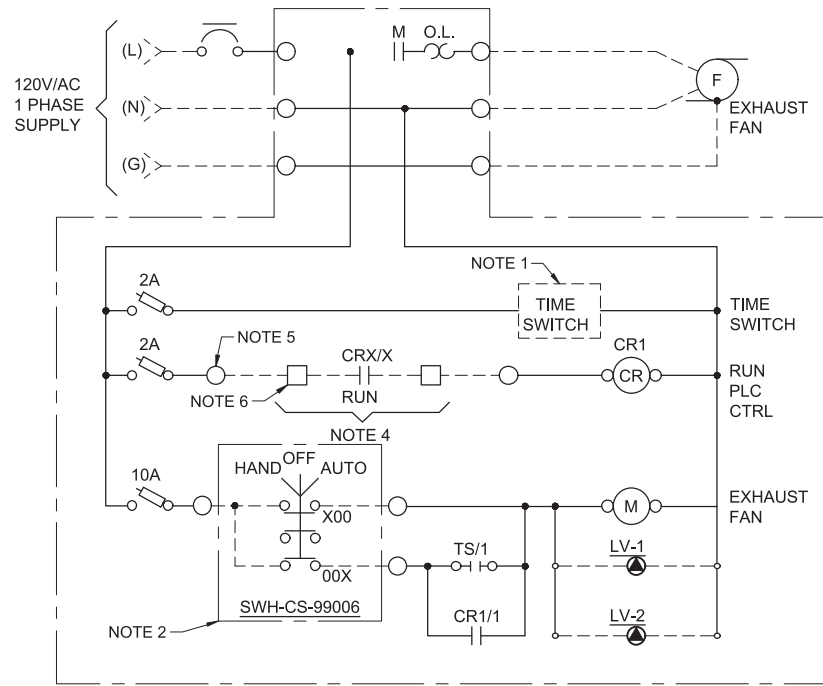 M O.L.
(L)
F
120V/AC
1 PHASE
SUPPLY
(N)
EXHAUST
FAN
(G)
NOTE 1
2A
TIME
SWITCH
TIME
SWITCH
NOTE 5
CR1
2A
CRX/X
CR
RUN
PLC
CTRL
NOTE 6
RUN
NOTE 4
OFF
HAND AUTO
10A
X00
M
EXHAUST
FAN
TS/1
LV-1
00X
SWH-CS-99006
CR1/1
LV-2
NOTE 2